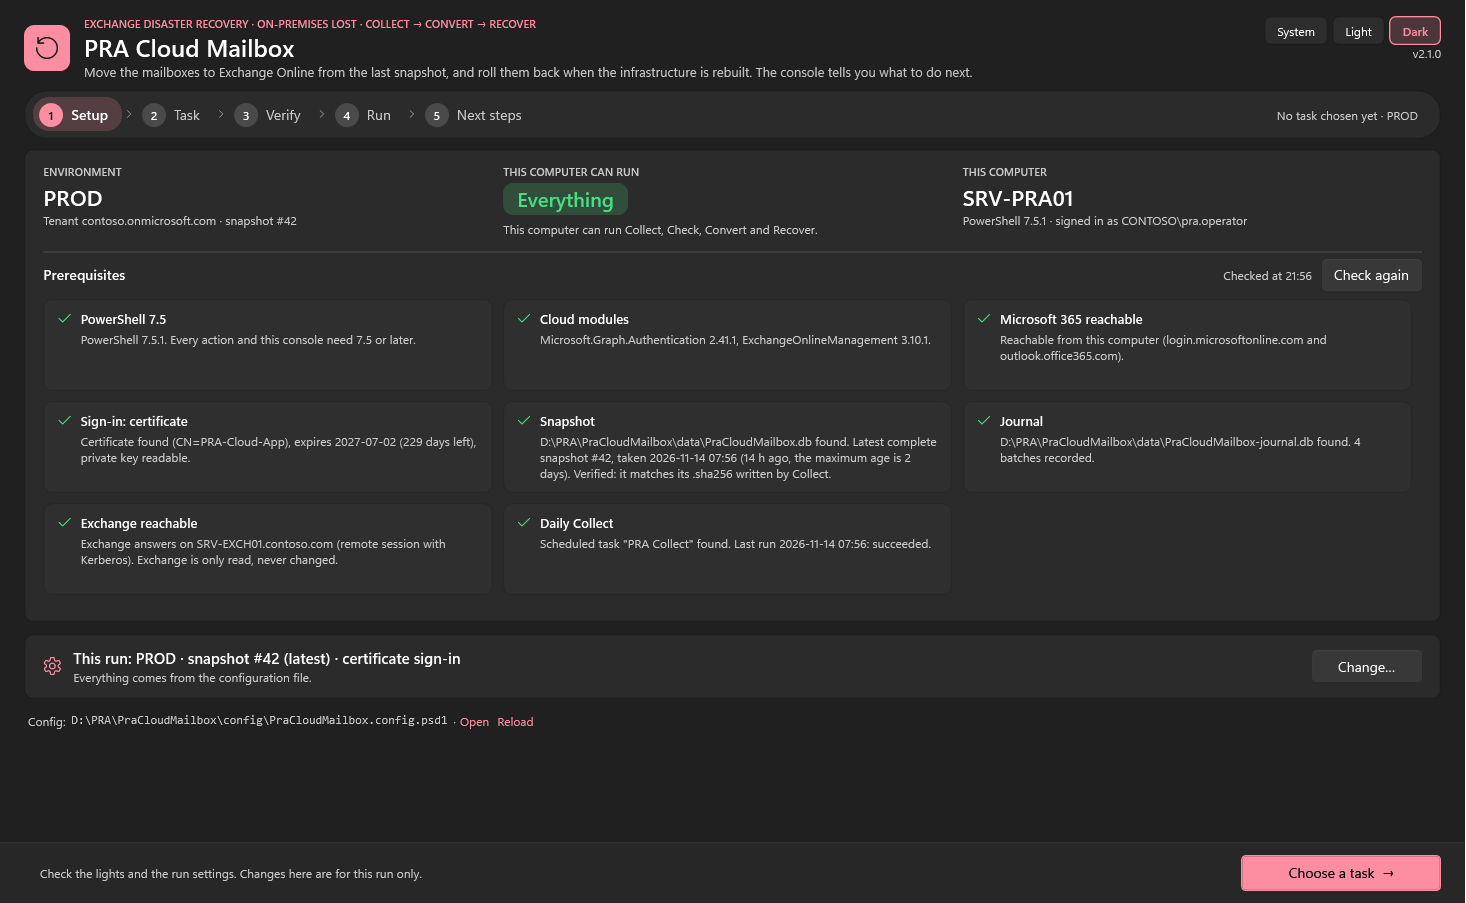 EXCHANGE DISASTER RECOVERY · ON-PREMISES LOST · COLLECT → CONVERT → RECOVER
PRA Cloud Mailbox
Move the mailboxes to Exchange Online from the last snapshot, and roll them back when the infrastructure is rebuilt. The console tells you what to do next.
System
Light
Dark
v2.1.0
1 Setup
2 Task
3 Verify
4 Run
5 Next steps
No task chosen yet · PROD
ENVIRONMENT
PROD
Tenant contoso.onmicrosoft.com · snapshot #42
THIS COMPUTER CAN RUN
Everything
This computer can run Collect, Check, Convert and Recover.
THIS COMPUTER
SRV-PRA01
PowerShell 7.5.1 · signed in as CONTOSO\pra.operator
Prerequisites
Checked at 21:56
Check again
PowerShell 7.5
PowerShell 7.5.1. Every action and this console need 7.5 or later.
Cloud modules
Microsoft.Graph.Authentication 2.41.1, ExchangeOnlineManagement 3.10.1.
Microsoft 365 reachable
Reachable from this computer (login.microsoftonline.com and
outlook.office365.com).
Sign-in: certificate
Certificate found (CN=PRA-Cloud-App), expires 2027-07-02 (229 days left),
private key readable.
Snapshot
D:\PRA\PraCloudMailbox\data\PraCloudMailbox.db found. Latest complete
snapshot #42, taken 2026-11-14 07:56 (14 h ago, the maximum age is 2
days). Verified: it matches its .sha256 written by Collect.
Journal
D:\PRA\PraCloudMailbox\data\PraCloudMailbox-journal.db found. 4
batches recorded.
Exchange reachable
Exchange answers on SRV-EXCH01.contoso.com (remote session with
Kerberos). Exchange is only read, never changed.
Daily Collect
Scheduled task "PRA Collect" found. Last run 2026-11-14 07:56: succeeded.
This run: PROD · snapshot #42 (latest) · certificate sign-in
Everything comes from the configuration file.
Change...
Config: D:\PRA\PraCloudMailbox\config\PraCloudMailbox.config.psd1 · Open Reload
Check the lights and the run settings. Changes here are for this run only.
Choose a task →